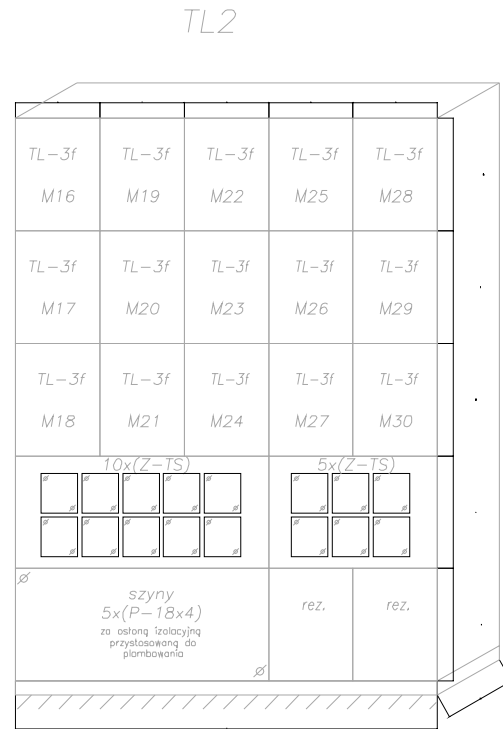 TL2
TL-3f TL-3f TL-3f TL-3f TL-3f
M16 M19 M22 M25 M28
TL-3f TL-3f TL-3f TL-3f TL-3f
M17 M20 M23 M26 M29
TL-3f TL-3f TL-3f TL-3f TL-3f
M18 M21 M24 M27 M30
10x(Z-TS) 5x(Z-TS)
szyny
5x(P-18x4)
za osłoną izolacyjną
przystosowaną do
plombowania
rez. rez.